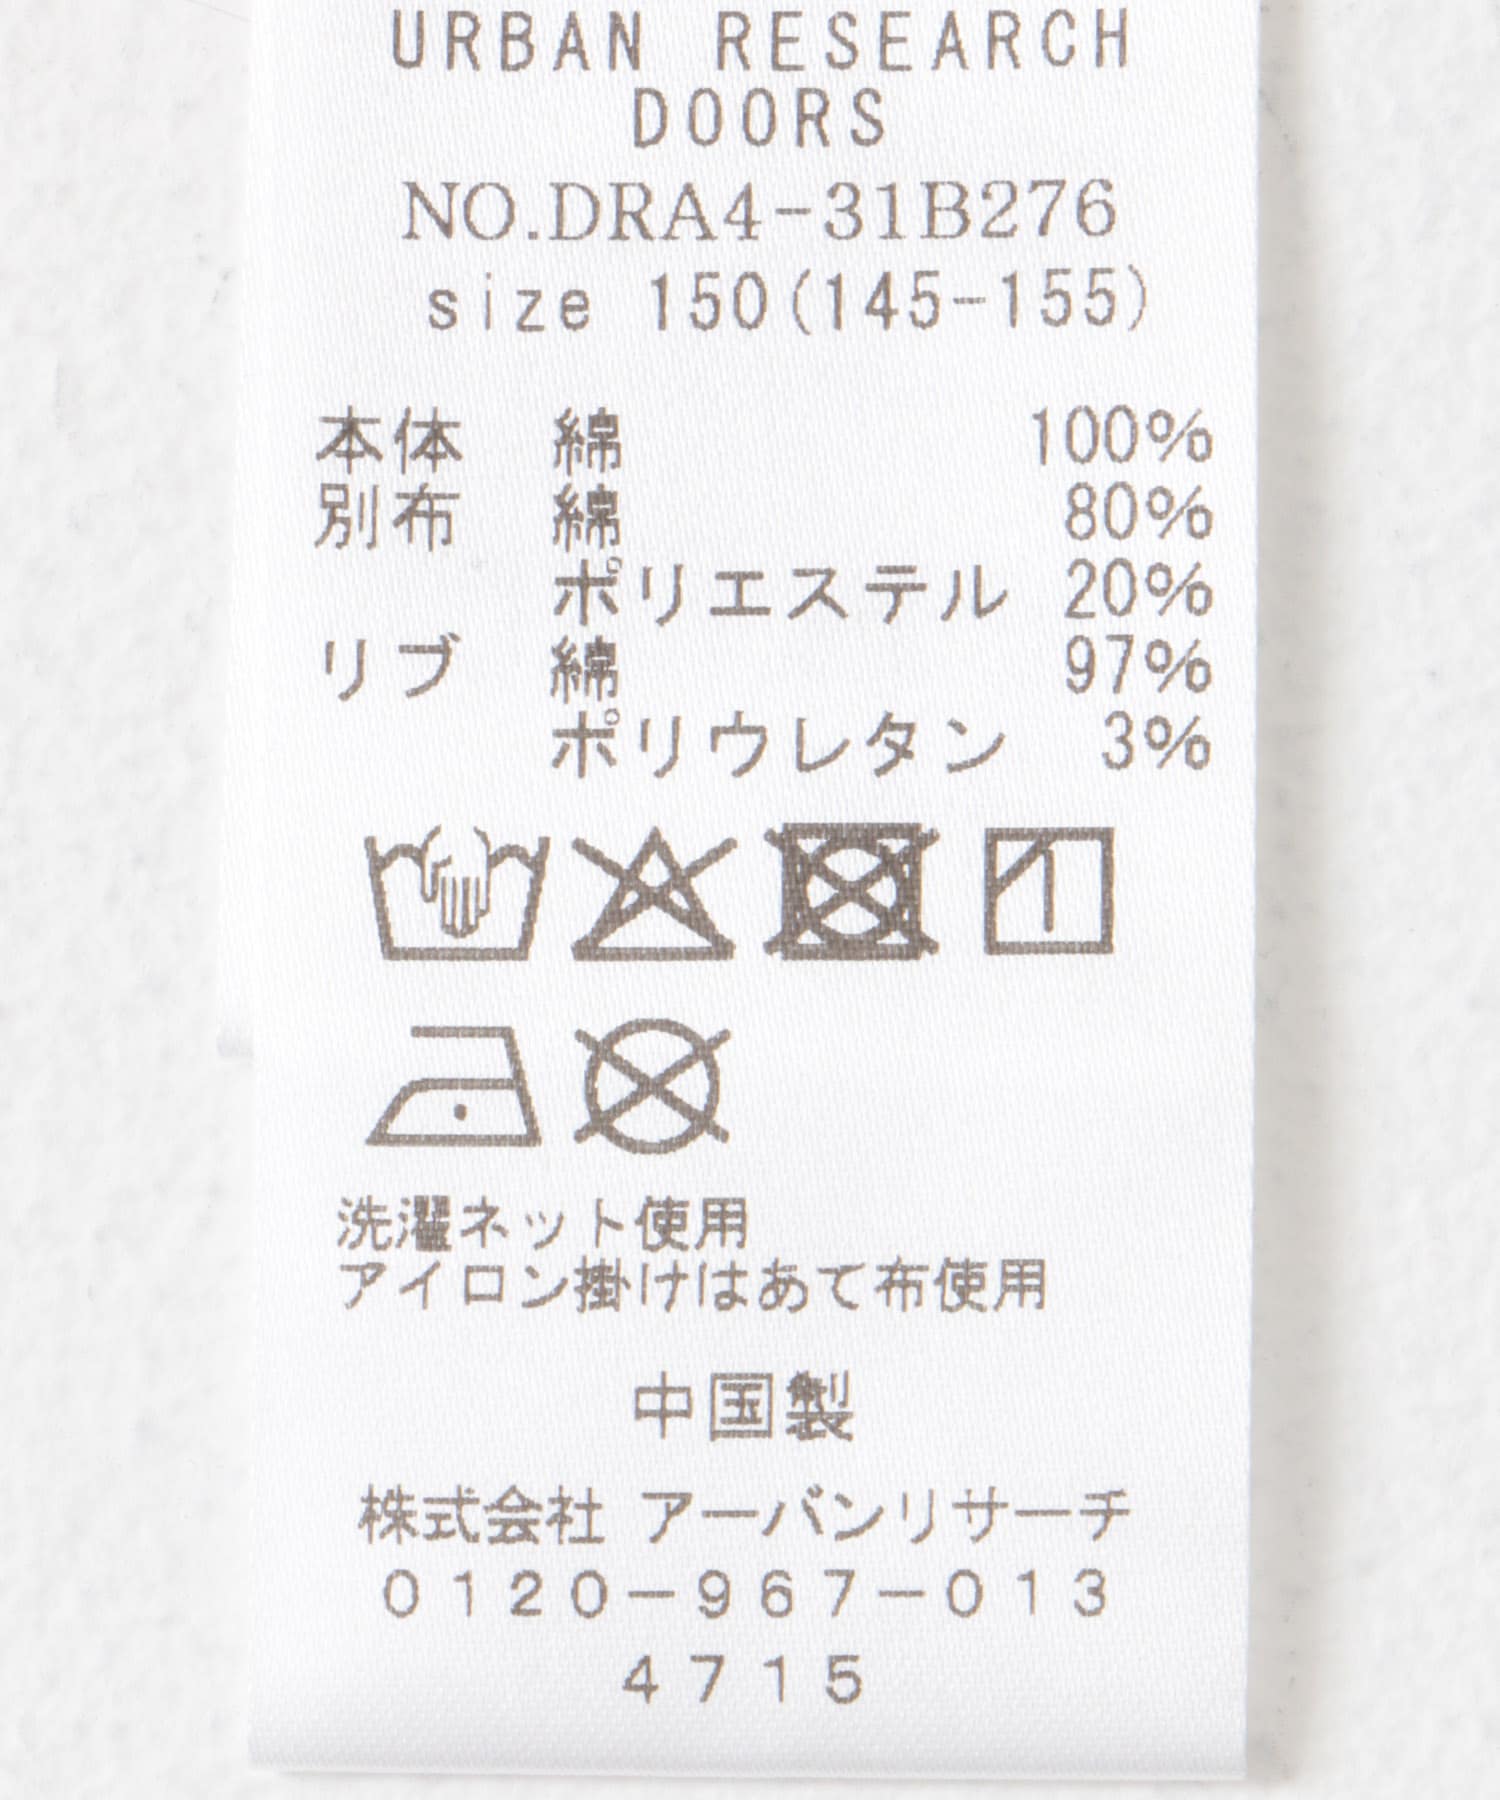 URBAN RESEARCH
DOORS
NO.DRA4-31B276
size 150(145-155)
本体 綿 100%
別布 綿 80%
ポリエステル 20%
リブ 綿 97%
ポリウレタン 3%
洗濯ネット使用
アイロン掛けはあて布使用
中国製
株式会社 アーバンリサーチ
0120-967-013
4715